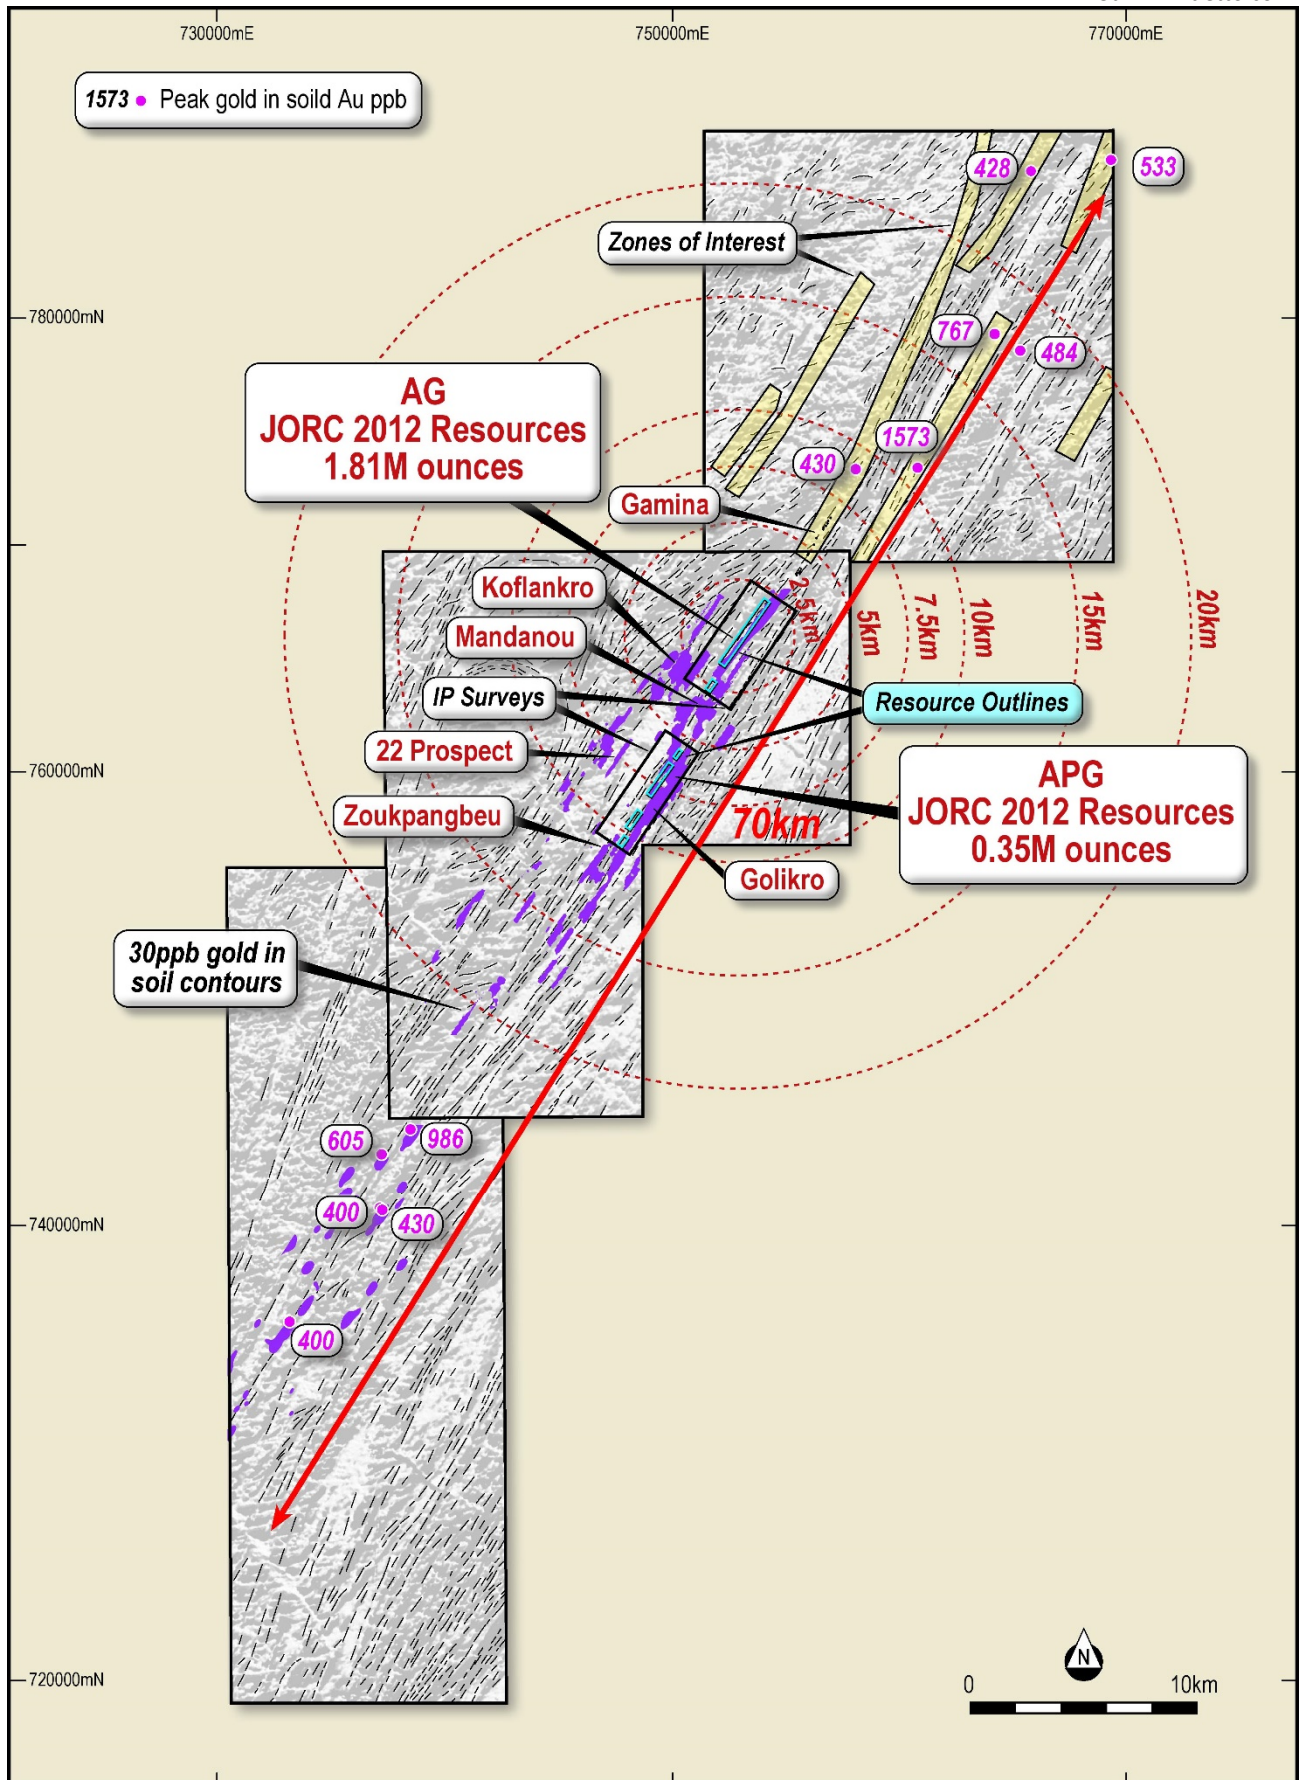 730000mE
750000mE
770000mE
1573 Peak gold in soild Au ppb
428
533
Zones of Interest
780000mN
767
484
AG
JORC 2012 Resources
1.81M ounces
1573
430
Gamina
Koflankro
2.5km
5km
7.5km
10km
15km
20km
Mandanou
IP Surveys
Resource Outlines
22 Prospect
760000mN
APG
JORC 2012 Resources
0.35M ounces
Zoukpangbeu
70km
Golikro
30ppb gold in
soil contours
605
986
400
430
740000mN
400
N
720000mN
0
10km